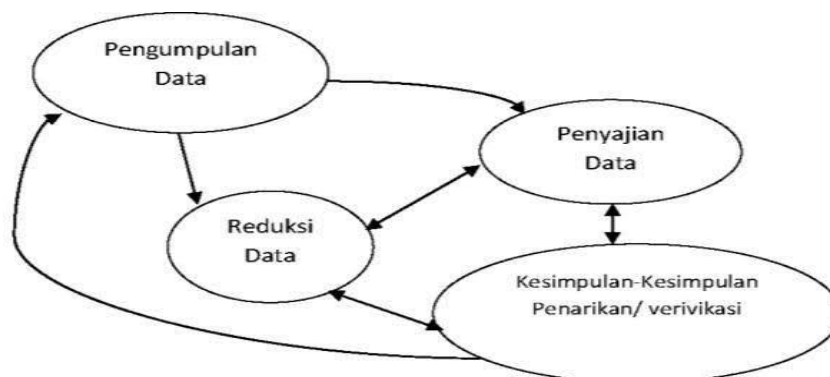 Pengumpulan
Data
Penyajian
Data
Reduksi
Data
Kesimpulan-Kesimpulan
Penarikan/ verivikasi